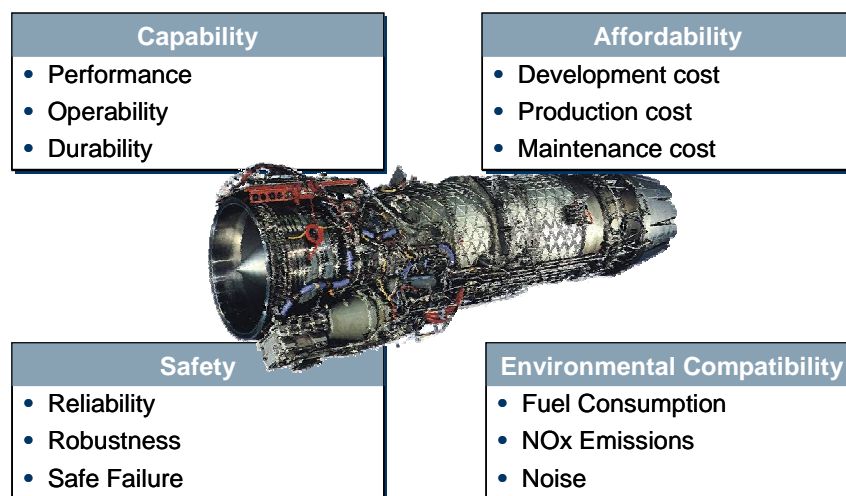 Capability
• Performance
• Operability
• Durability
Affordability
• Development cost
• Production cost
• Maintenance cost
Safety
• Reliability
• Robustness
• Safe Failure
Environmental Compatibility
• Fuel Consumption
• NOx Emissions
• Noise